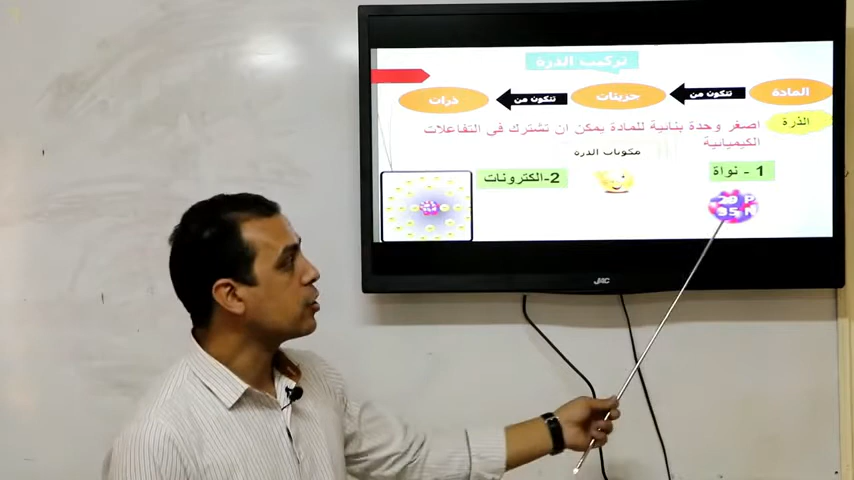 تركيب الذرة
المادة تتكون من جزيئات تتكون من ذرات
الذرة
اصغر وحدة بنائية للمادة يمكن ان تشترك فى التفاعلات
الكيميائية
مكونات الذرة
1 - نواة
2-الكترونات
JAC